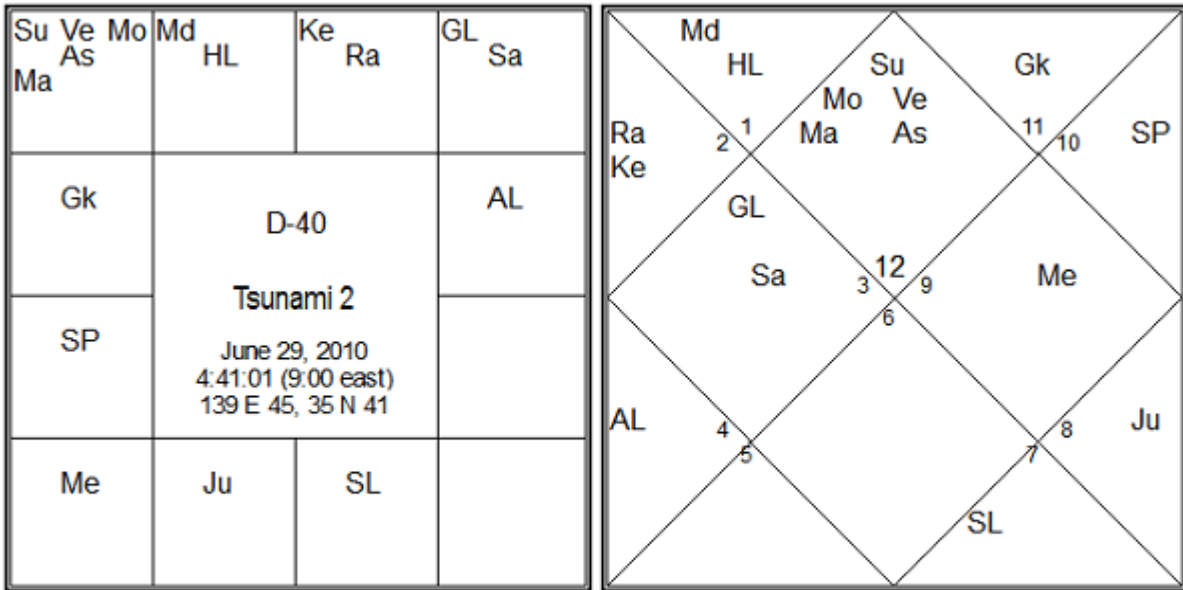 Su Ve Mo
As
Ma
Md
HL
Ke
Ra
GL
Sa
Gk
D-40
AL
Tsunami 2
SP
June 29, 2010
4:41:01 (9:00 east)
139 E 45, 35 N 41
Me
Ju
SL
Md
HL
Su
Gk
Mo Ve
Ma As
Ra
Ke
2 1
11 10
SP
GL
Sa
3 12 9
6
Me
AL
4
5
8
7
Ju
SL